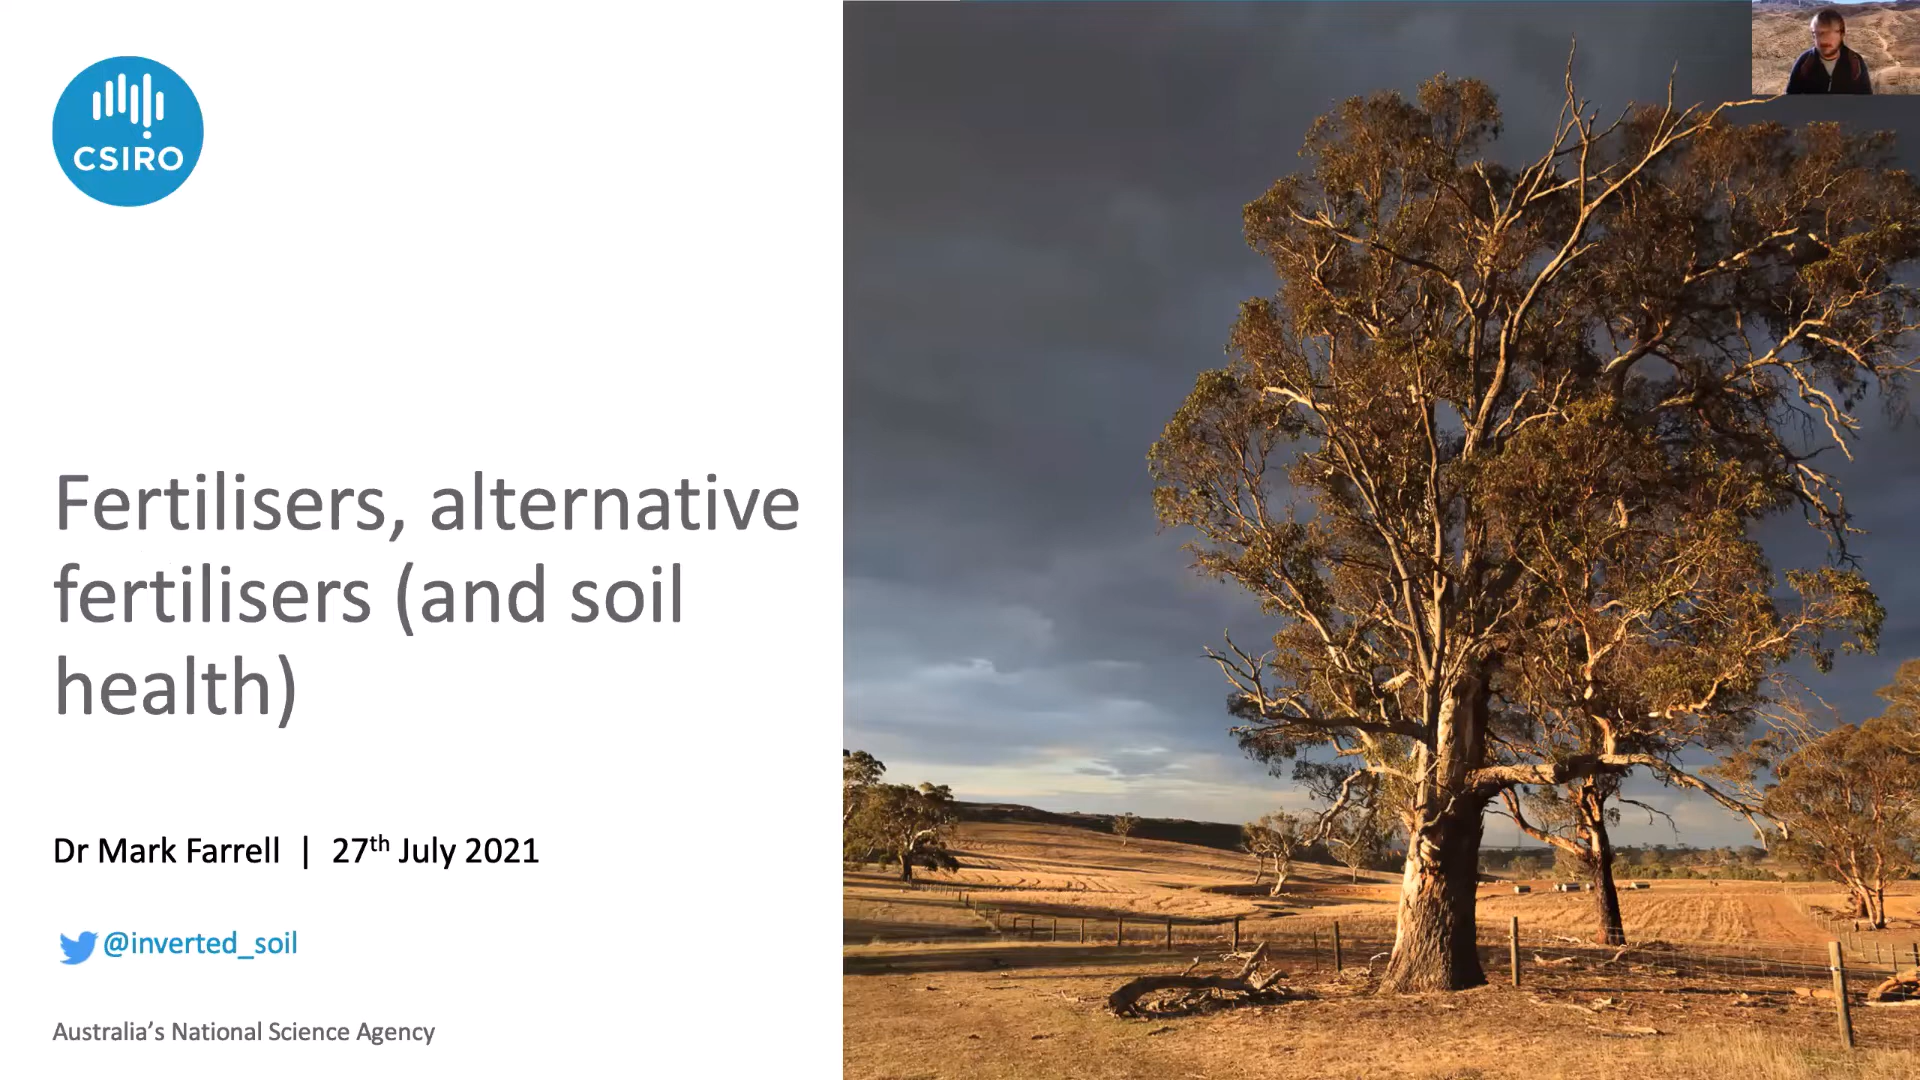 CSIRO
Fertilisers, alternative
fertilisers (and soil
health)
Dr Mark Farrell | 27th July 2021
@inverted_soil
Australia’s National Science Agency